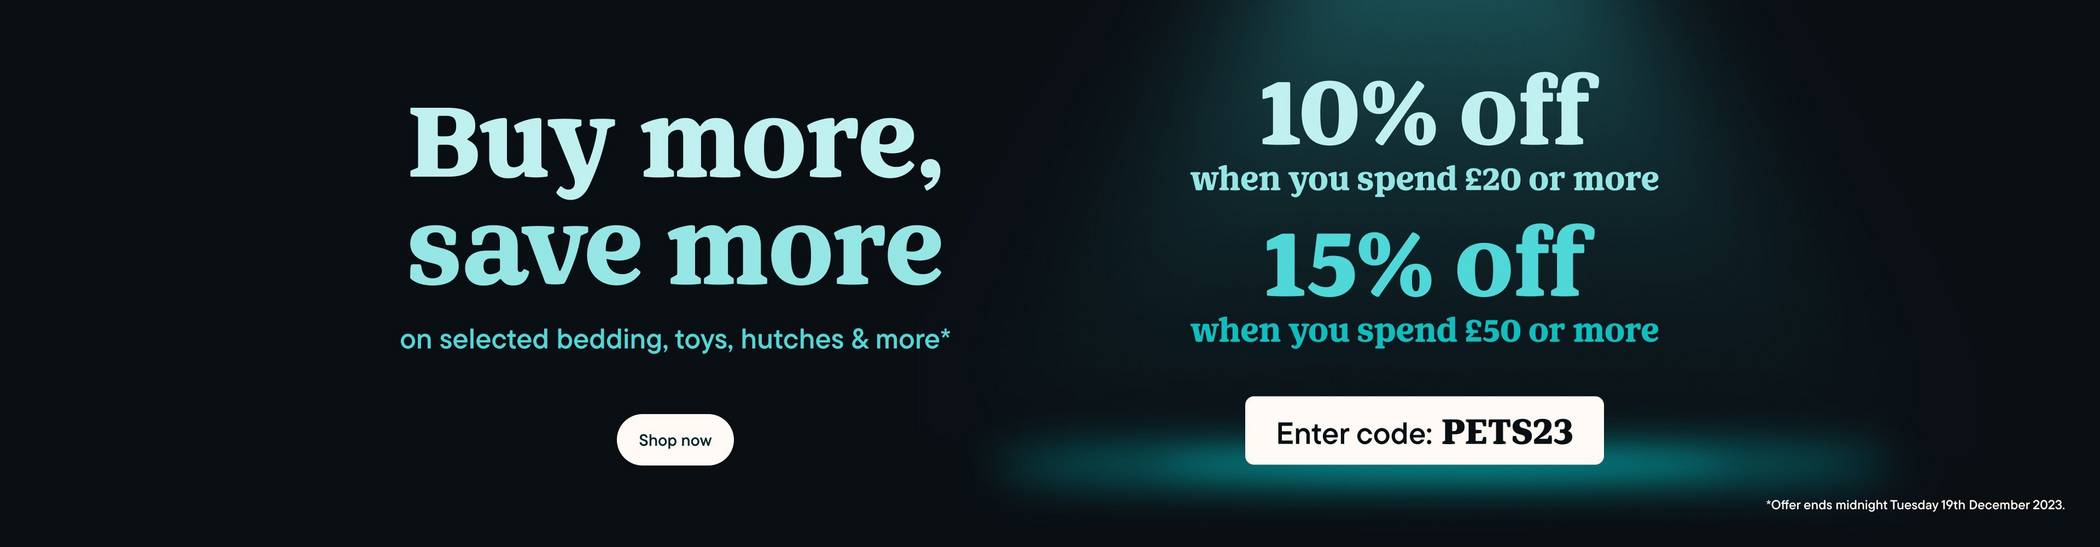 Buy more,
save more
on selected bedding, toys, hutches & more*
Shop now
10% off
when you spend £20 or more
15% off
when you spend £50 or more
Enter code: PETS23
*Offer ends midnight Tuesday 19th December 2023.